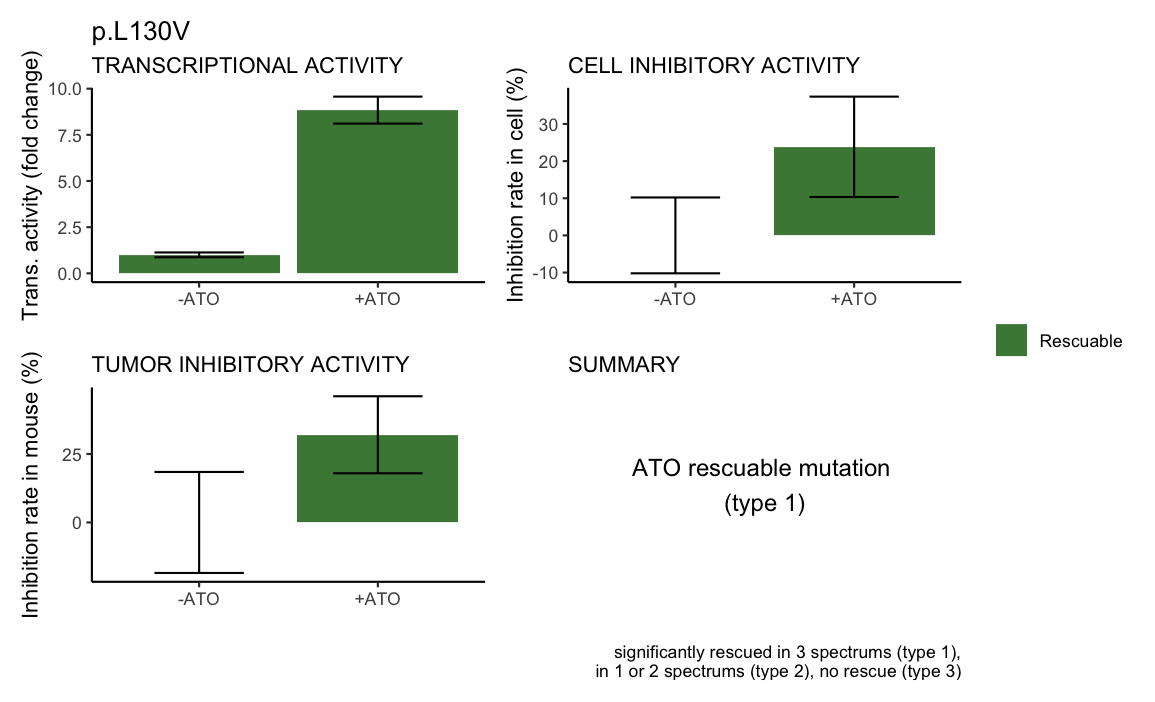 p.L130V
TRANSCRIPTIONAL ACTIVITY
Trans. activity (fold change)
10.0
7.5
5.0
2.5
0.0
-ATO
+ATO
CELL INHIBITORY ACTIVITY
Inhibition rate in cell (%)
30
20
10
0
-10
-ATO
+ATO
Rescuable
TUMOR INHIBITORY ACTIVITY
Inhibition rate in mouse (%)
25
0
-ATO
+ATO
SUMMARY
ATO rescuable mutation
(type 1)
significantly rescued in 3 spectrums (type 1),
in 1 or 2 spectrums (type 2), no rescue (type 3)